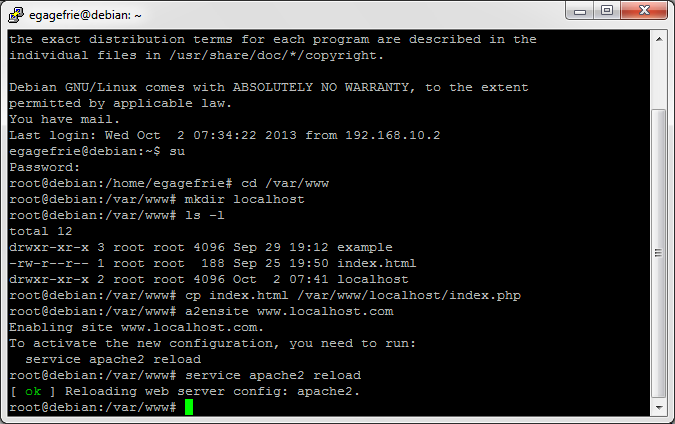 egagefrie@debian: ~
the exact distribution terms for each program are described in the
individual files in /usr/share/doc/*/copyright.
Debian GNU/Linux comes with ABSOLUTELY NO WARRANTY, to the extent
permitted by applicable law.
You have mail.
Last login: Wed Oct  2 07:34:22 2013 from 192.168.10.2
egagefrie@debian:~$ su
Password:
root@debian:/home/egagefrie# cd /var/www
root@debian:/var/www# mkdir localhost
root@debian:/var/www# ls -l
total 12
drwxr-xr-x 3 root root 4096 Sep 29 19:12 example
-rw-r--r-- 1 root root  188 Sep 25 19:50 index.html
drwxr-xr-x 2 root root 4096 Oct  2 07:41 localhost
root@debian:/var/www# cp index.html /var/www/localhost/index.php
root@debian:/var/www# a2ensite www.localhost.com
Enabling site www.localhost.com.
To activate the new configuration, you need to run:
  service apache2 reload
root@debian:/var/www# service apache2 reload
[ ok ] Reloading web server config: apache2.
root@debian:/var/www#